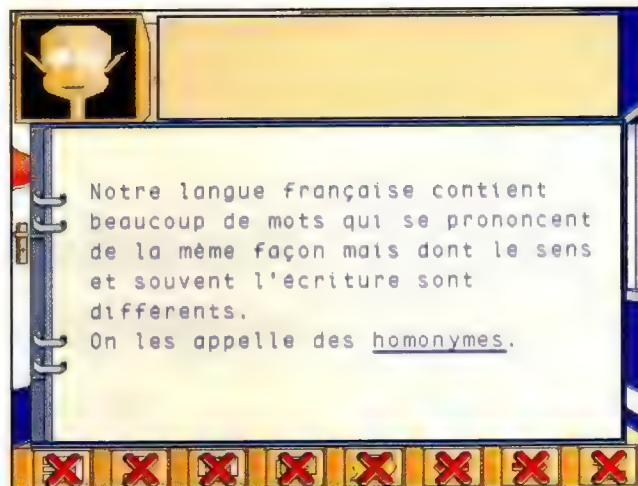 Notre langue française contient
beaucoup de mots qui se prononcent
de la même façon mais dont le sens
et souvent l'écriture sont
différents.
On les appelle des homonymes.